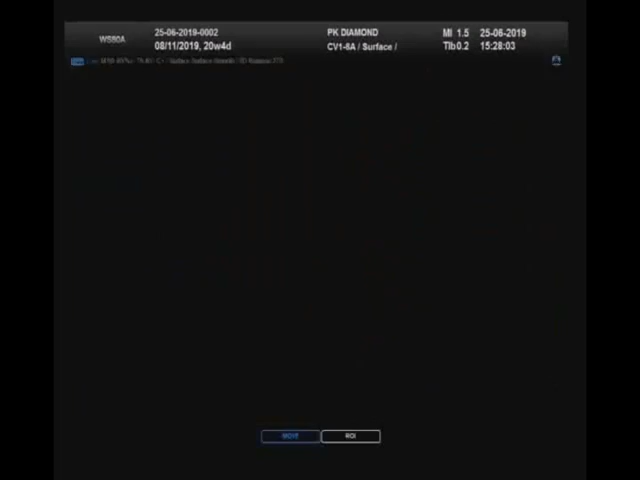 WS80A
25-06-2019-0002
08/11/2019, 20w4d
PK DIAMOND
CV1-8A / Surface /
MI 1.5
TIb0.2
25-06-2019
15:28:03
MOVE
ROI